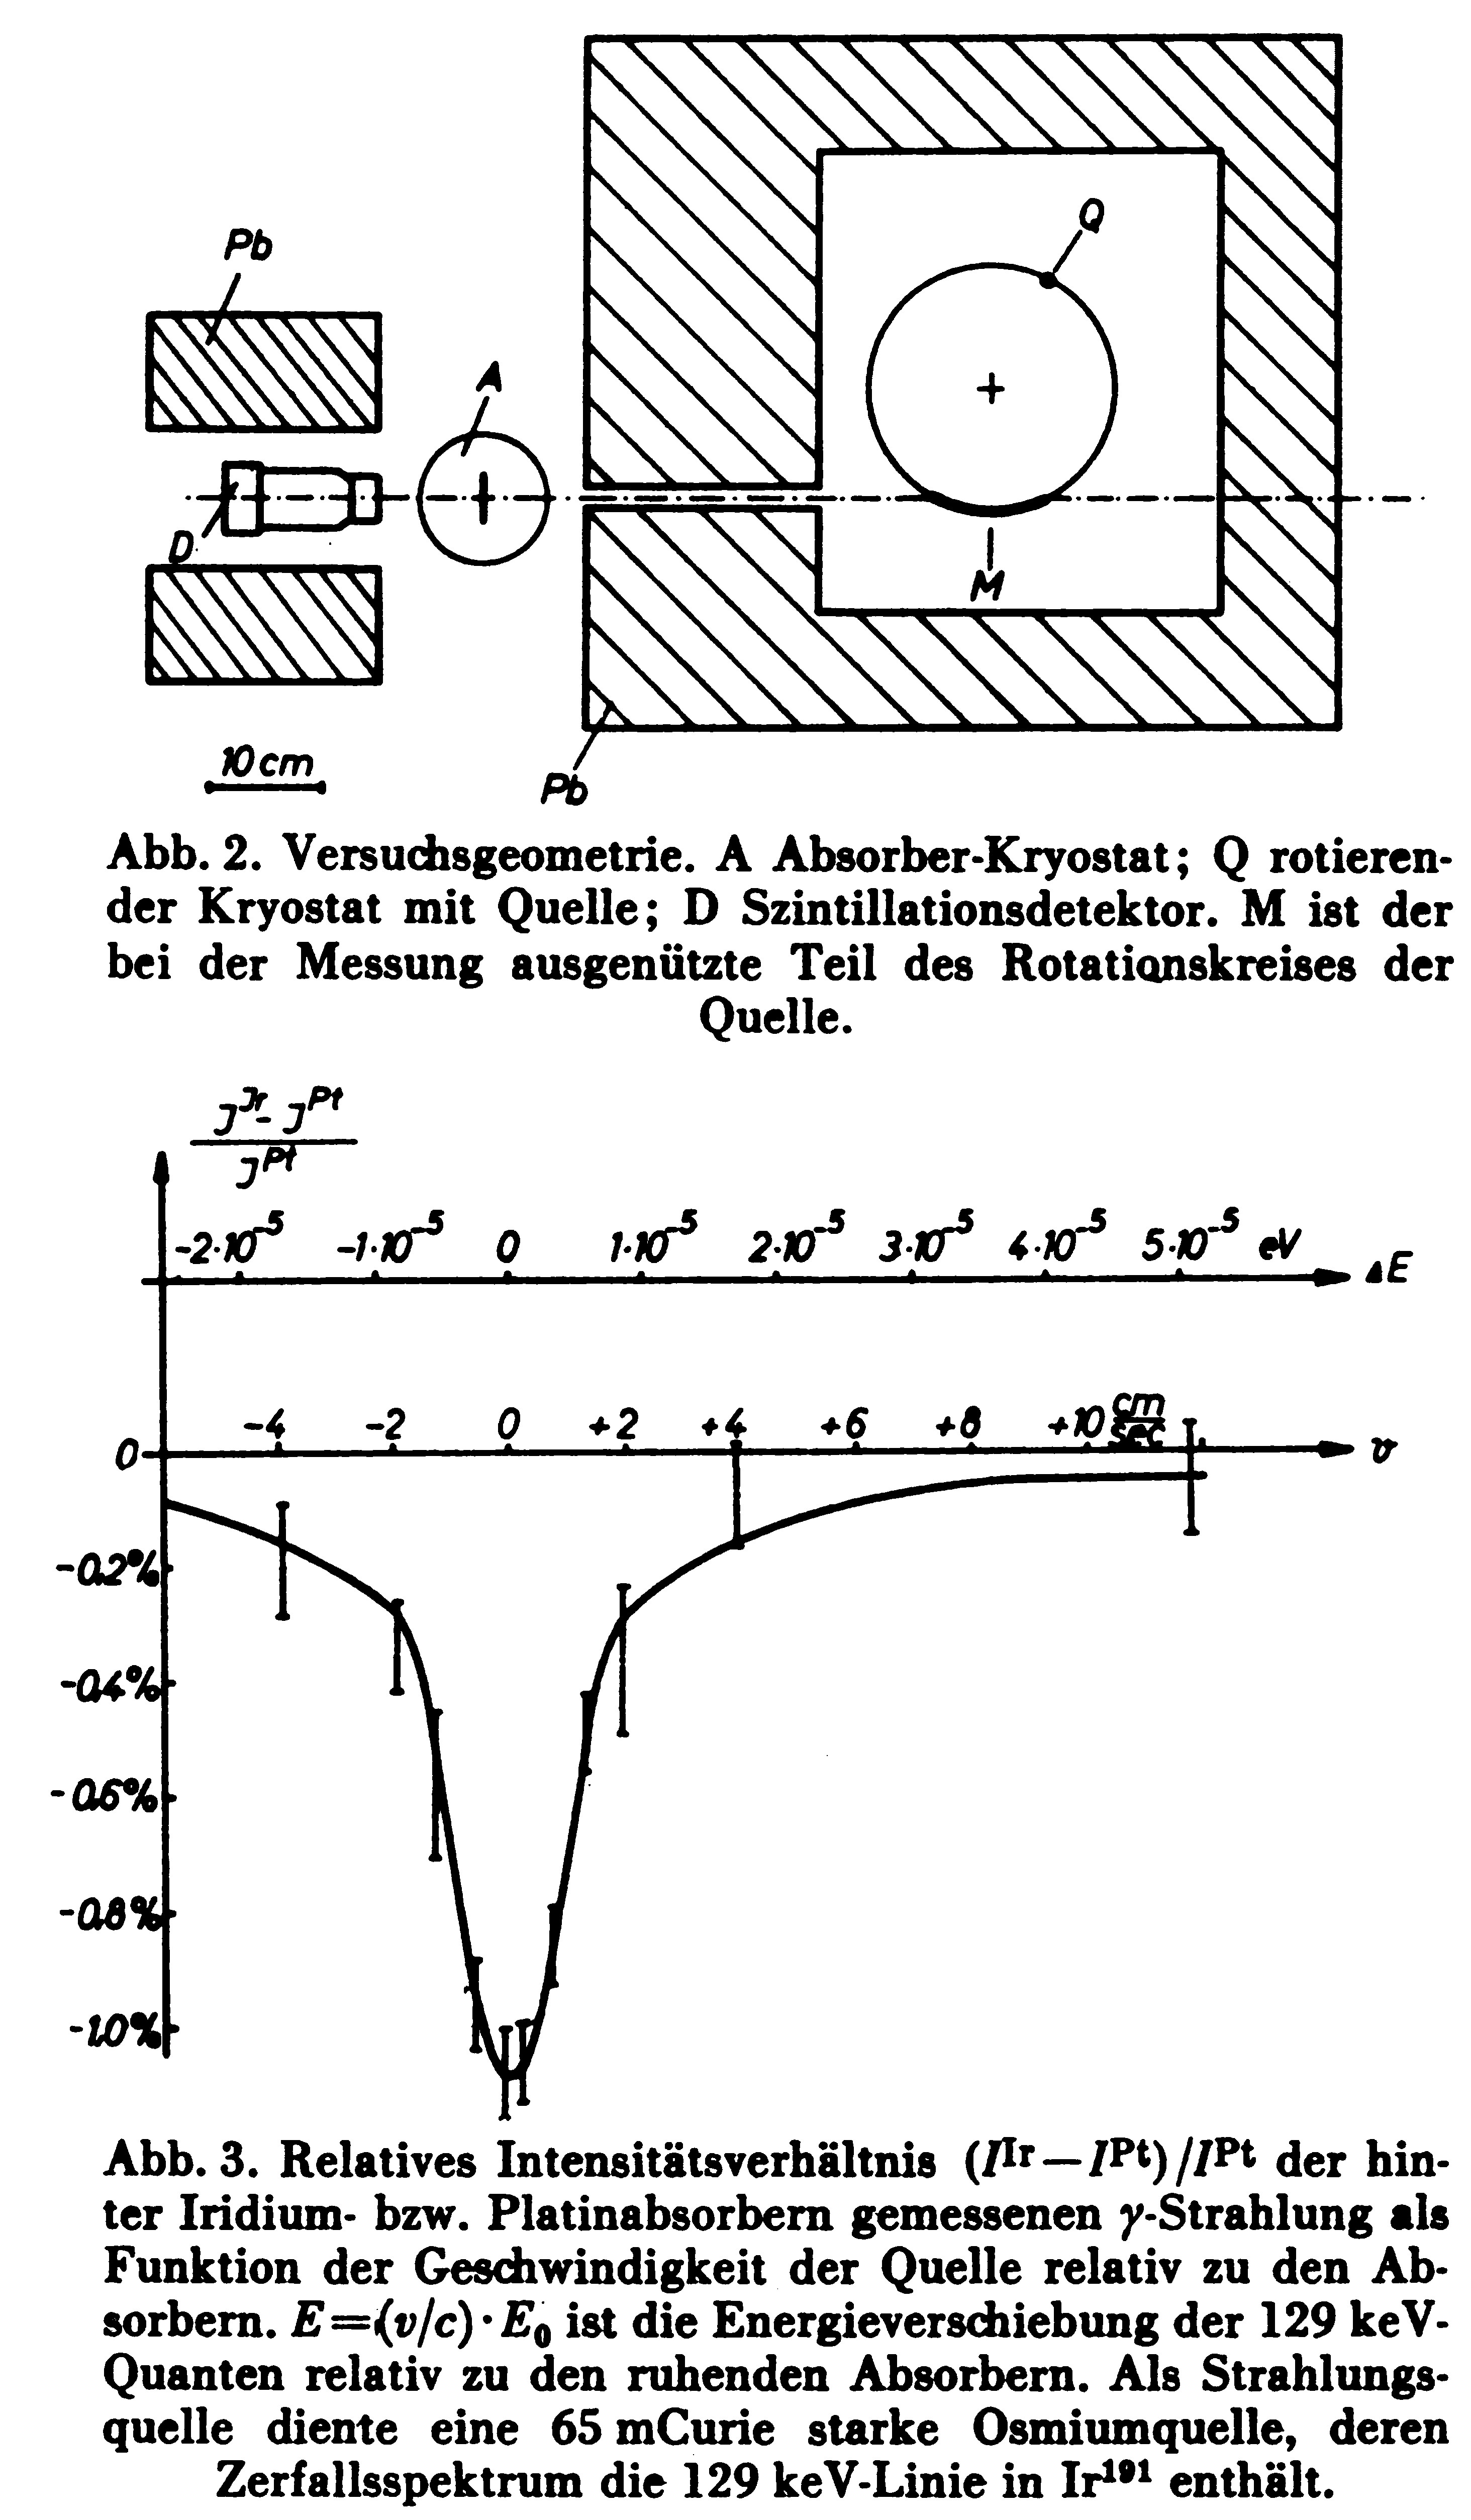 Pb
Q
A
D
M
10 cm
Pb
Abb. 2. Versuchsgeometrie. A Absorber-Kryostat; Q rotieren-
der Kryostat mit Quelle; D Szintillationsdetektor. M ist der
bei der Messung ausgenützte Teil des Rotationskreises der
Quelle.
J^Jr - J^Pt
J^Pt
-2·10^-5 -1·10^-5 0 1·10^-5 2·10^-5 3·10^-5 4·10^-5 5·10^-5 eV ΔE
-4 -2 0 +2 +4 +6 +8 +10 cm/sec v
0
-0.2%
-0.4%
-0.6%
-0.8%
-1.0%
Abb. 3. Relatives Intensitätsverhältnis (I^Ir — I^Pt)/I^Pt der hin-
ter Iridium- bzw. Platinabsorbern gemessenen γ-Strahlung als
Funktion der Geschwindigkeit der Quelle relativ zu den Ab-
sorbern. E=(v/c)·E₀ ist die Energieverschiebung der 129 keV-
Quanten relativ zu den ruhenden Absorbern. Als Strahlungs-
quelle diente eine 65 mCurie starke Osmiumquelle, deren
Zerfallsspektrum die 129 keV-Linie in Ir¹⁹¹ enthält.